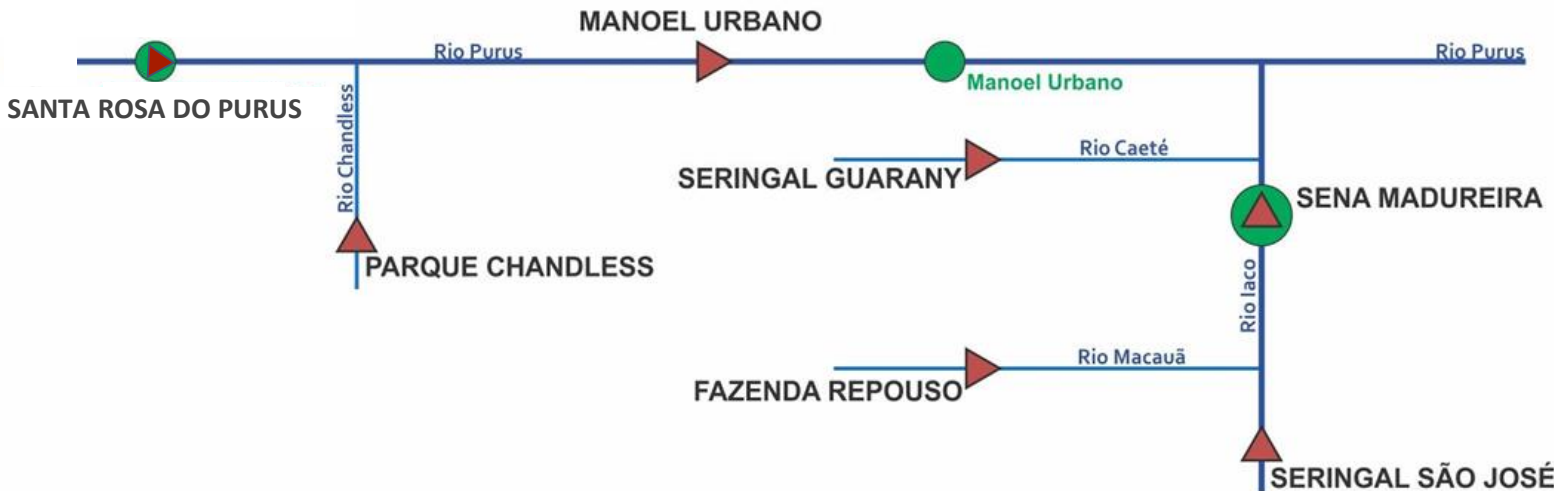 MANOEL URBANO
Rio Purus
Rio Purus
Manoel Urbano
SANTA ROSA DO PURUS
Rio Chandless
Rio Caeté
SERINGAL GUARANY
SENA MADUREIRA
PARQUE CHANDLESS
Rio Iaco
Rio Macauã
FAZENDA REPOUSO
SERINGAL SÃO JOSÉ